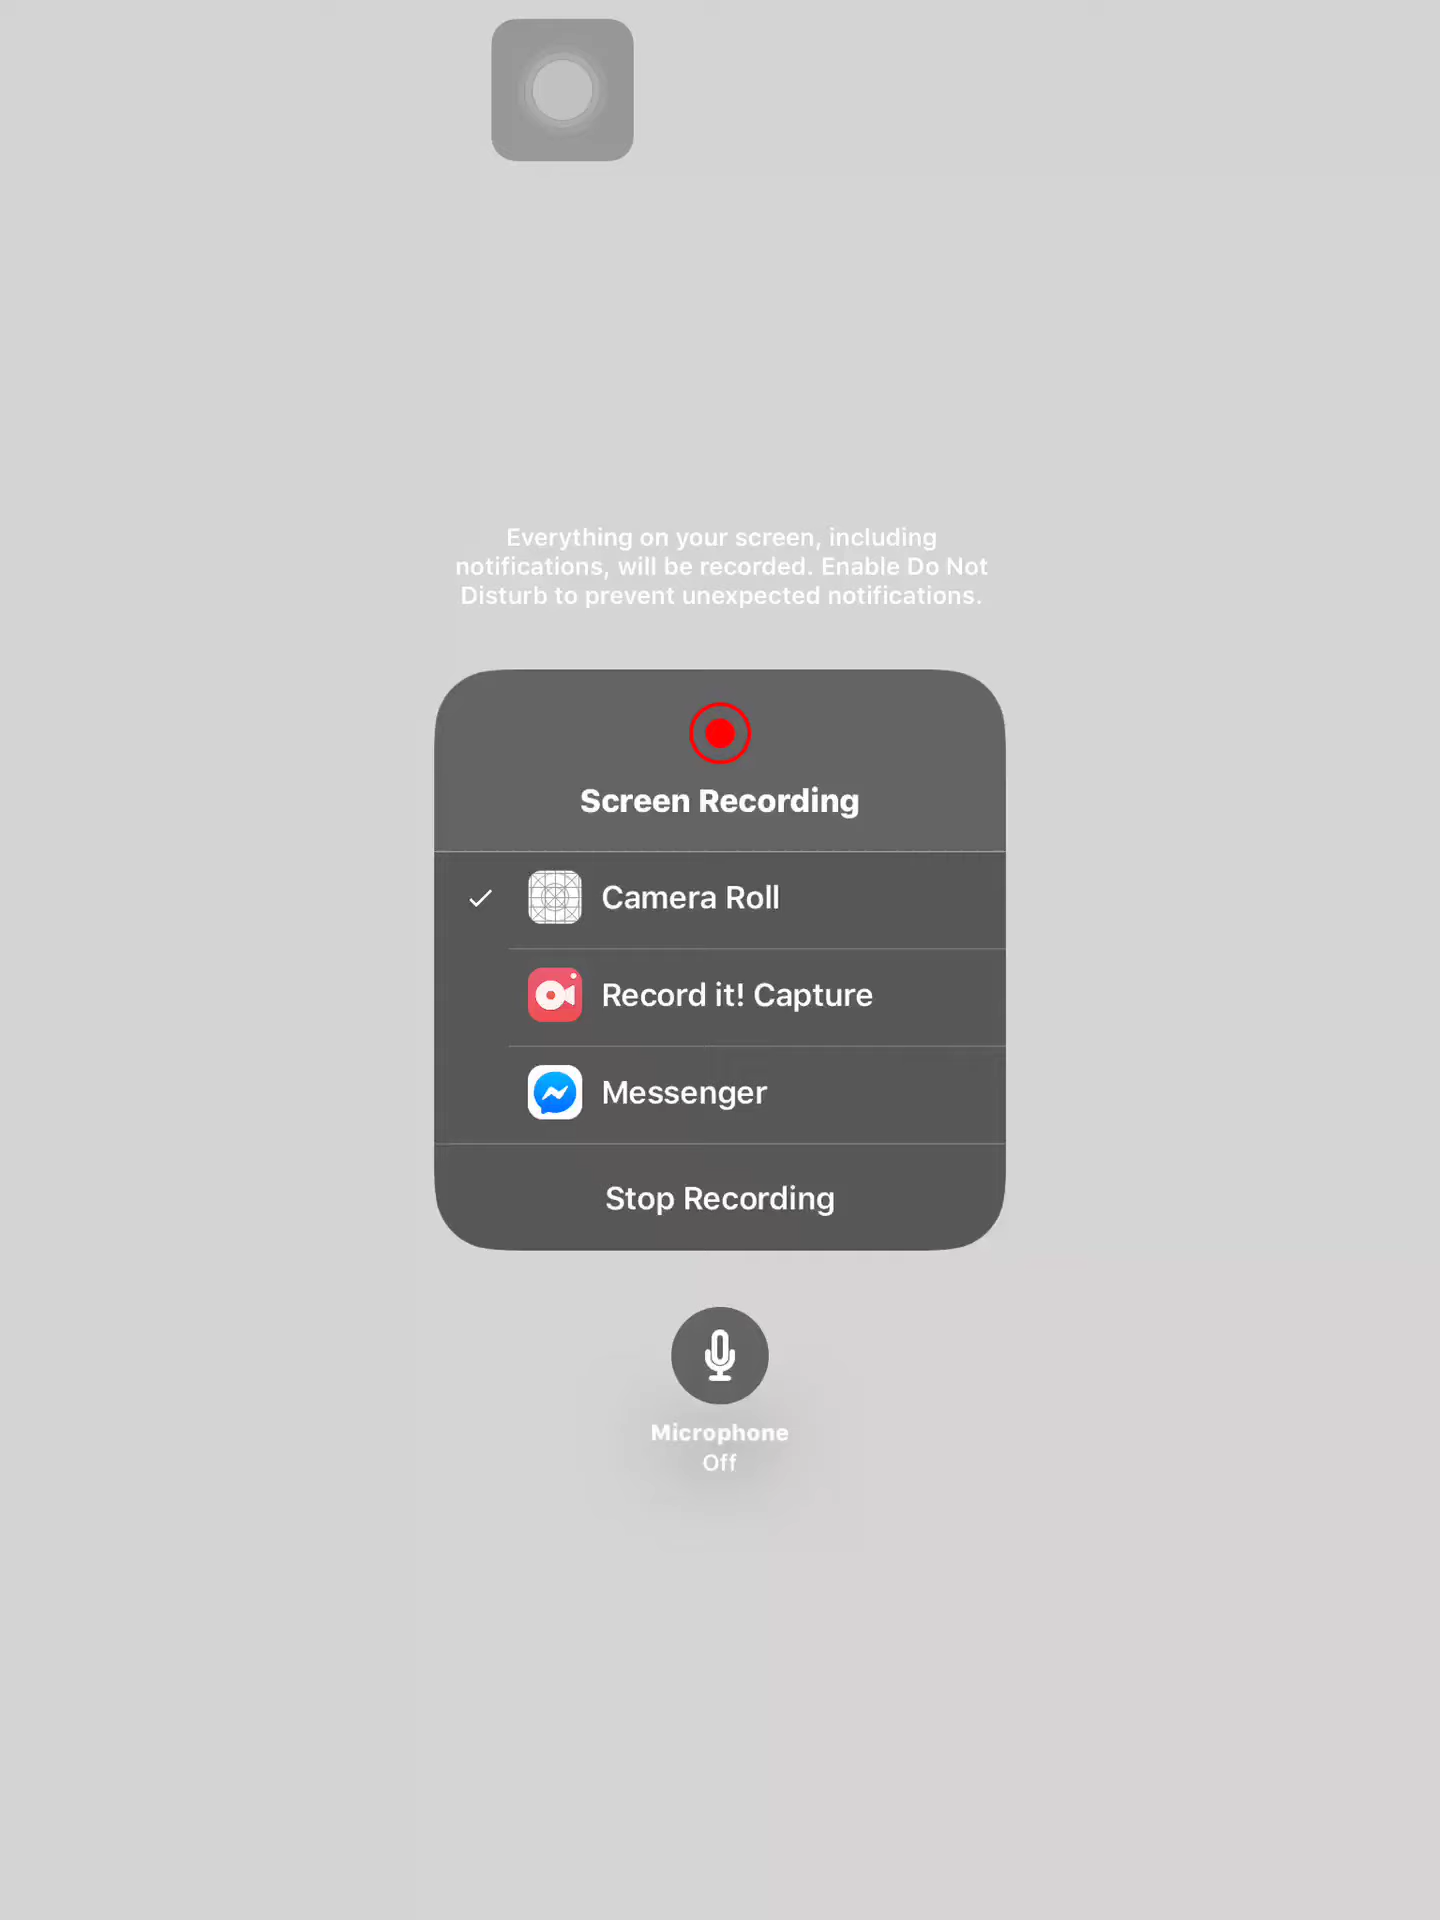 Everything on your screen, including
notifications, will be recorded. Enable Do Not
Disturb to prevent unexpected notifications.
Screen Recording
Camera Roll
Record it! Capture
Messenger
Stop Recording
Microphone
Off